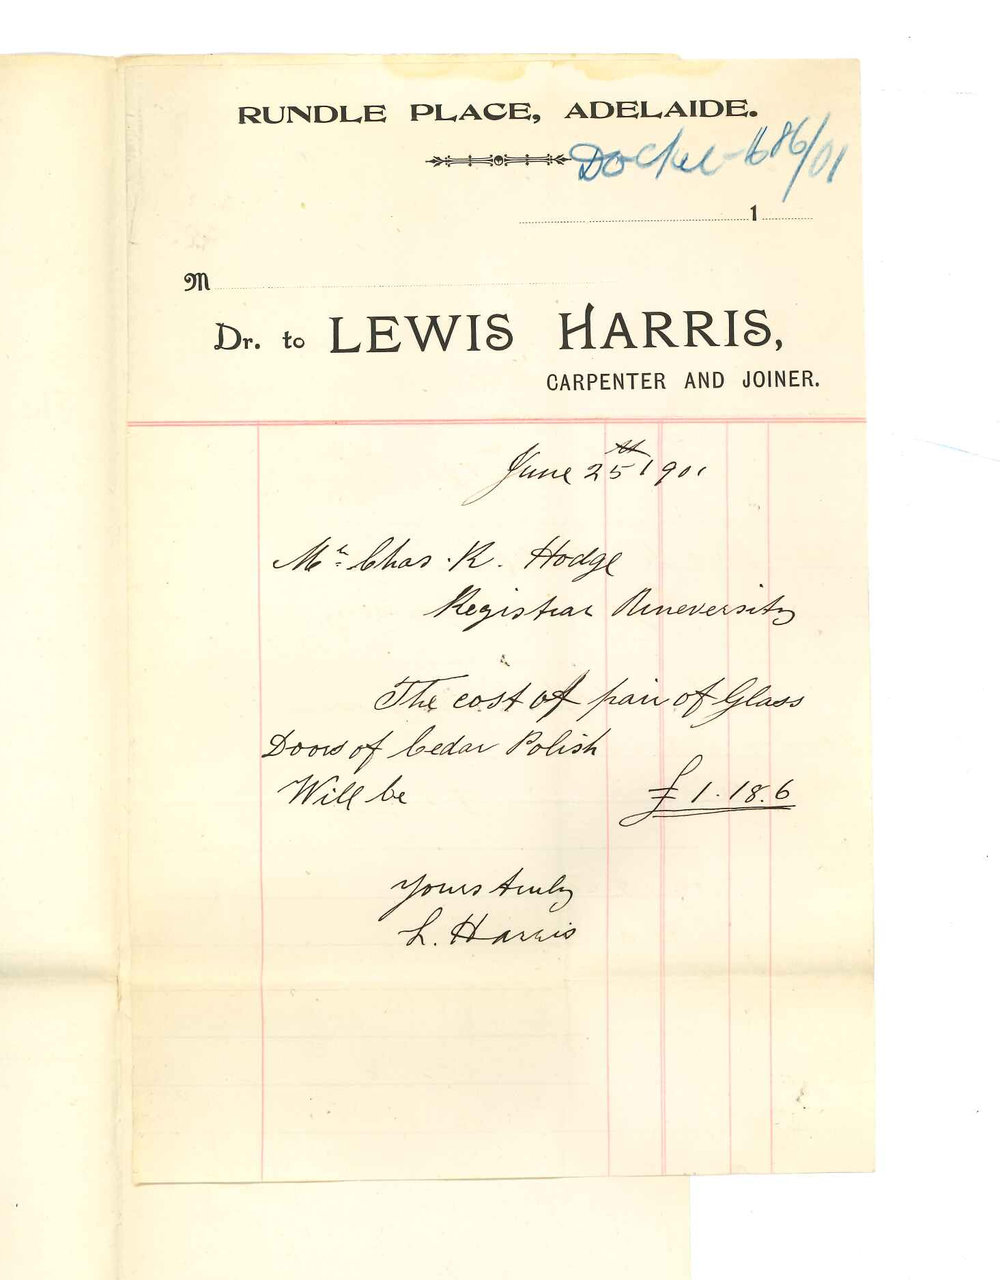 RUNDLE PLACE, ADELAIDE.
Docket 686/01
1
M
Dr. to LEWIS HARRIS,
CARPENTER AND JOINER.
June 25th 1901
Mr. Chas. R. Hodge
Registrar Uneversity
The cost of pair of Glass
Doors of Cedar Polish
Will be £1.18.6
Yours truly
L. Harris